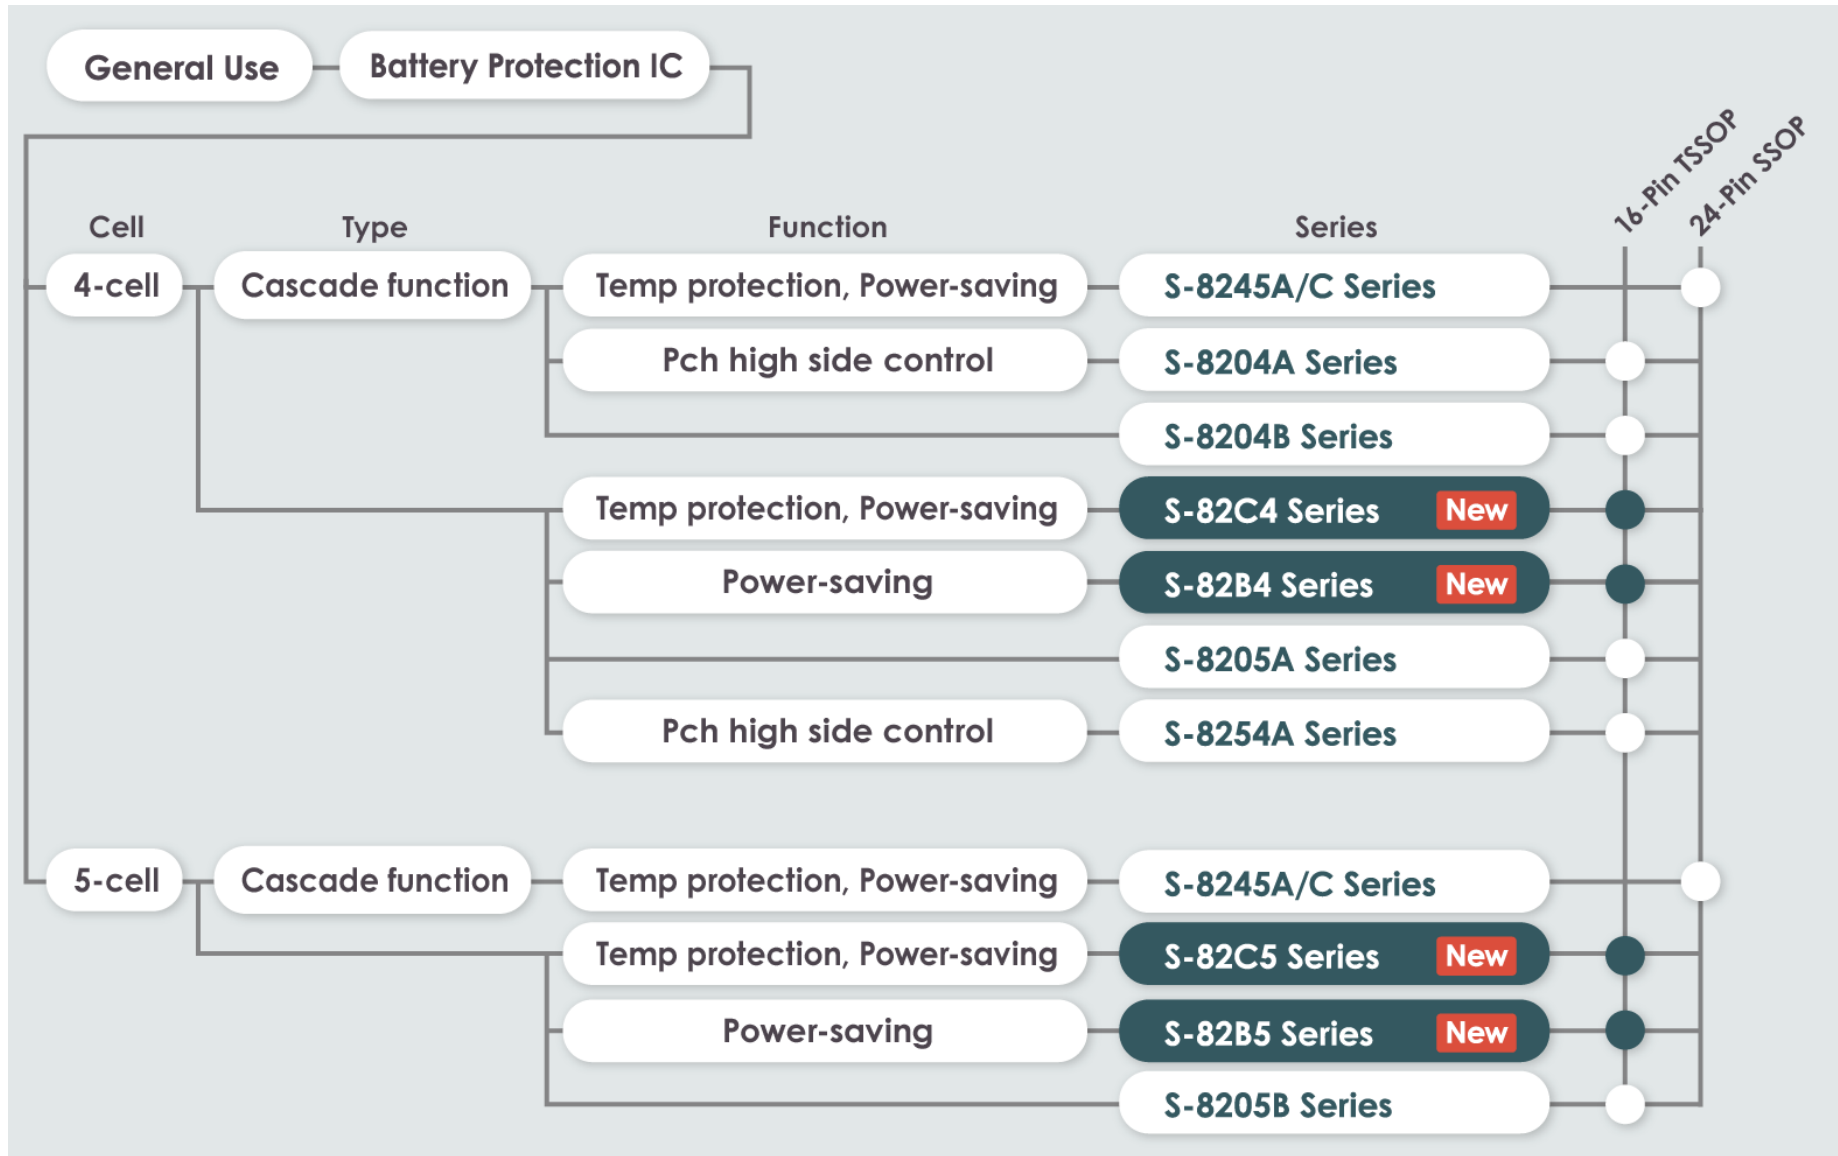 General Use
Battery Protection IC
16-Pin TSSOP
24-Pin SSOP
Cell
Type
Function
Series
4-cell
Cascade function
Temp protection, Power-saving
S-8245A/C Series
Pch high side control
S-8204A Series
S-8204B Series
Temp protection, Power-saving
S-82C4 Series
New
Power-saving
S-82B4 Series
New
S-8205A Series
Pch high side control
S-8254A Series
5-cell
Cascade function
Temp protection, Power-saving
S-8245A/C Series
Temp protection, Power-saving
S-82C5 Series
New
Power-saving
S-82B5 Series
New
S-8205B Series